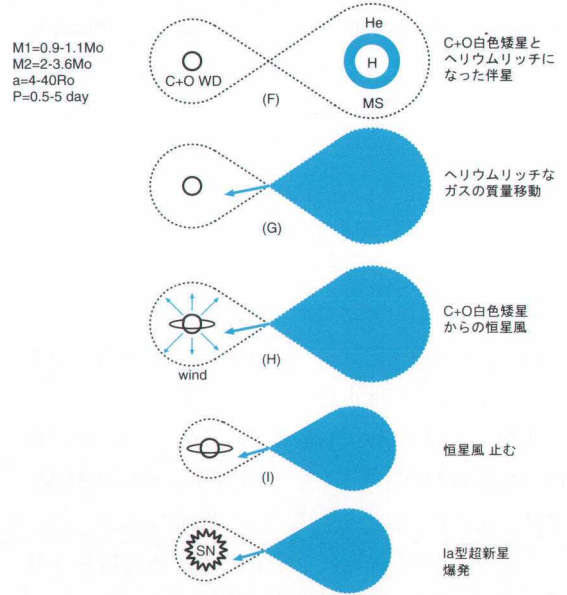 M1=0.9-1.1Mo
M2=2-3.6Mo
a=4-40Ro
P=0.5-5 day
He
H
C+O WD
MS
(F)
C+O白色矮星と
ヘリウムリッチに
なった伴星
(G)
ヘリウムリッチな
ガスの質量移動
wind
(H)
C+O白色矮星
からの恒星風
(I)
恒星風 止む
SN
Ia型超新星
爆発